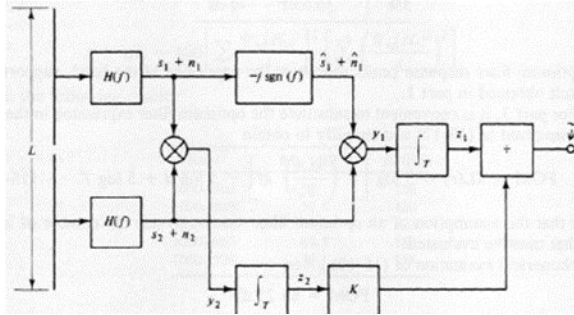 s₁ + n₁
ŝ₁ + n̂₁
H(f)
-j sgn (f)
L
y₁
z₁
∫T
÷
H(f)
s₂ + n₂
y₂
∫T
z₂
K